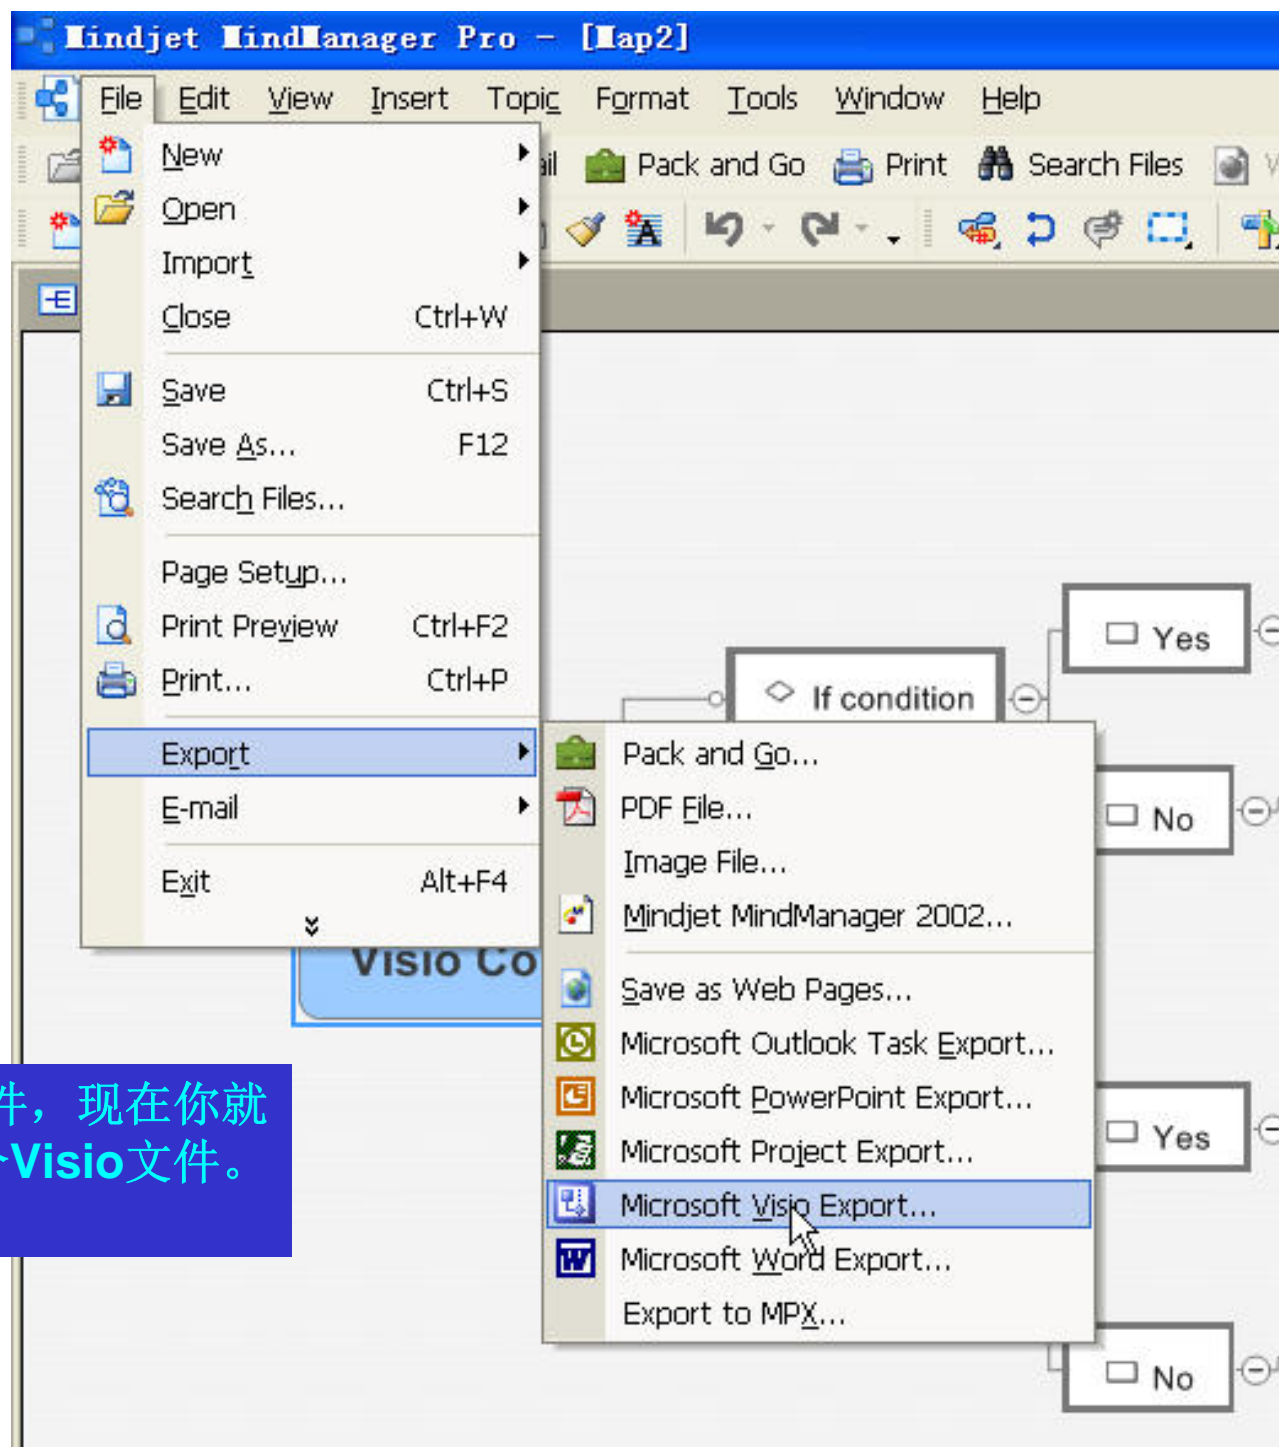 Mindjet MindManager Pro - [Map2]
File Edit View Insert Topic Format Tools Window Help
Pack and Go Print Search Files
New
Open
Import
Close Ctrl+W
Save Ctrl+S
Save As... F12
Search Files...
Page Setup...
Print Preview Ctrl+F2
Print... Ctrl+P
Export
E-mail
Exit Alt+F4
Yes
If condition
No
Pack and Go...
PDF File...
Image File...
Mindjet MindManager 2002...
Save as Web Pages...
Microsoft Outlook Task Export...
Microsoft PowerPoint Export...
Microsoft Project Export...
Microsoft Visio Export...
Microsoft Word Export...
Export to MPX...
Visio Co
件，现在你就
Visio文件。
Yes
No